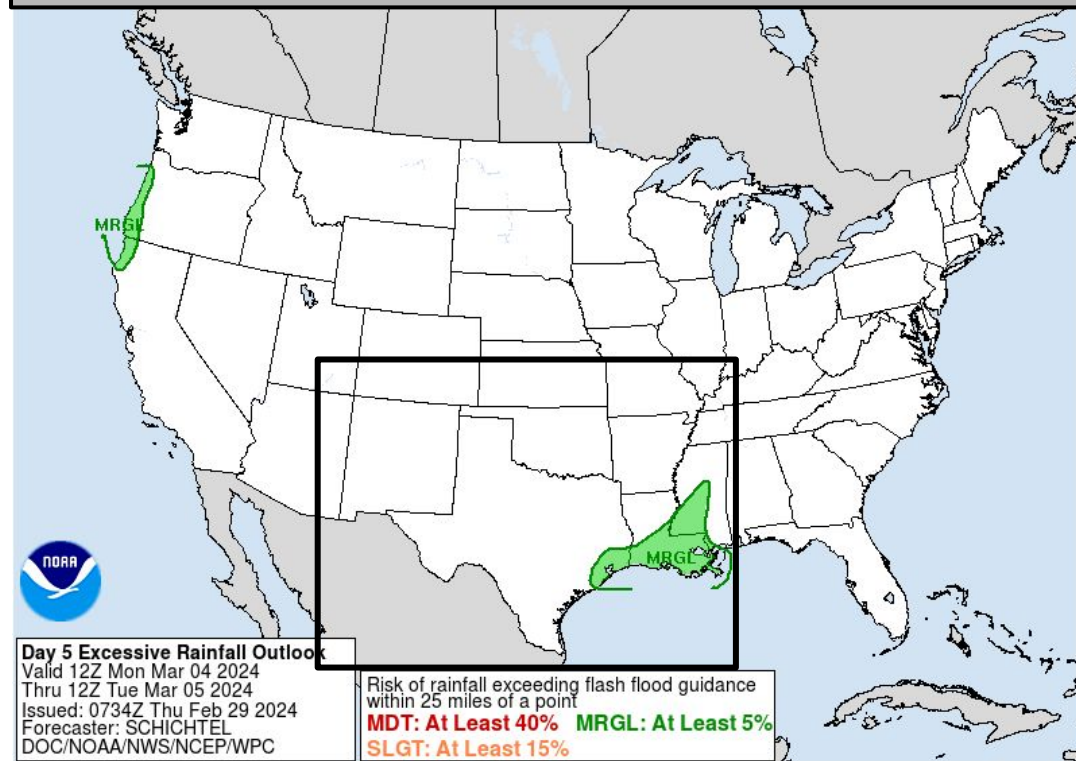 MRGL
MRGL
NOAA
Day 5 Excessive Rainfall Outlook
Valid 12Z Mon Mar 04 2024
Thru 12Z Tue Mar 05 2024
Issued: 0734Z Thu Feb 29 2024
Forecaster: SCHICHTEL
DOC/NOAA/NWS/NCEP/WPC
Risk of rainfall exceeding flash flood guidance
within 25 miles of a point
MDT: At Least 40% MRGL: At Least 5%
SLGT: At Least 15%